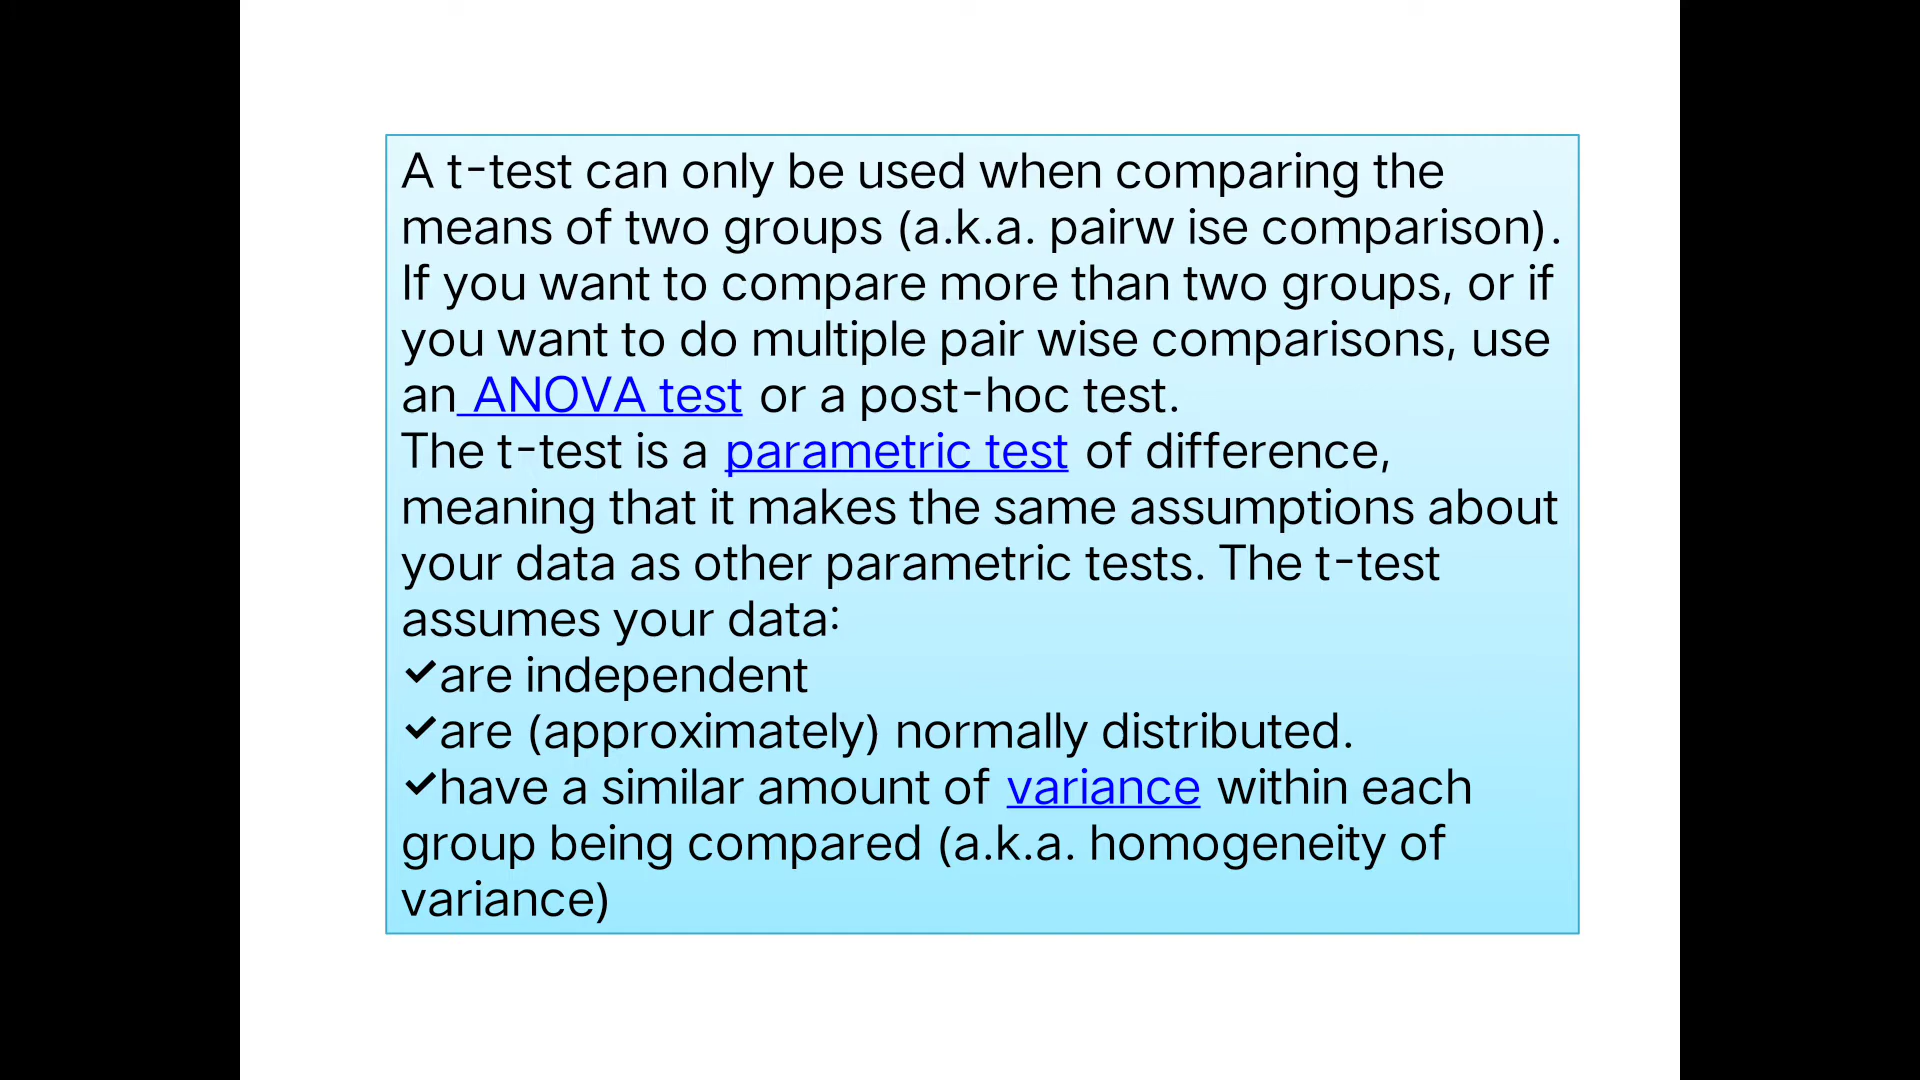 A t-test can only be used when comparing the
means of two groups (a.k.a. pairw ise comparison).
If you want to compare more than two groups, or if
you want to do multiple pair wise comparisons, use
an ANOVA test or a post-hoc test.
The t-test is a parametric test of difference,
meaning that it makes the same assumptions about
your data as other parametric tests. The t-test
assumes your data:
✓are independent
✓are (approximately) normally distributed.
✓have a similar amount of variance within each
group being compared (a.k.a. homogeneity of
variance)